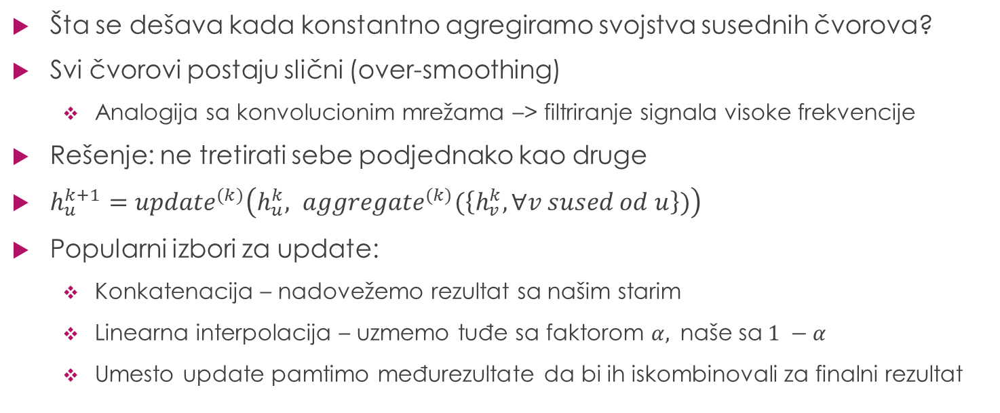 Šta se dešava kada konstantno agregiramo svojstva susednih čvorova?
Svi čvorovi postaju slični (over-smoothing)
Analogija sa konvolucionim mrežama –> filtriranje signala visoke frekvencije
Rešenje: ne tretirati sebe podjednako kao druge
$h_u^{k+1} = update^{(k)}\left(h_u^k,\ aggregate^{(k)}(\{h_v^k, \forall v\ sused\ od\ u\})\right)$
Popularni izbori za update:
Konkatenacija – nadovežemo rezultat sa našim starim
Linearna interpolacija – uzmemo tuđe sa faktorom $\alpha$, naše sa $1 - \alpha$
Umesto update pamtimo međurezultate da bi ih iskombinovali za finalni rezultat